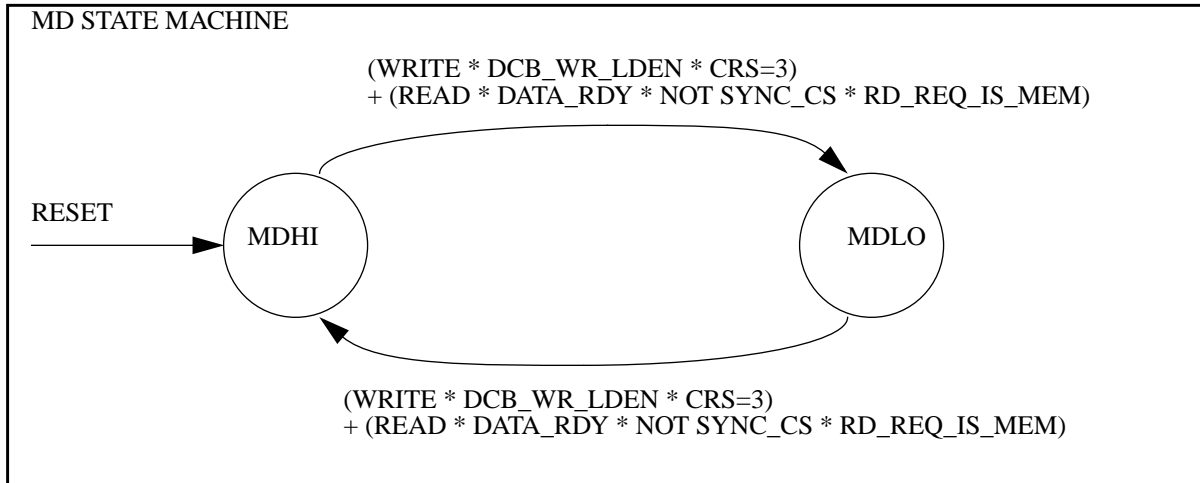 MD STATE MACHINE
(WRITE * DCB_WR_LDEN * CRS=3)
+ (READ * DATA_RDY * NOT SYNC_CS * RD_REQ_IS_MEM)
RESET
MDHI
MDLO
(WRITE * DCB_WR_LDEN * CRS=3)
+ (READ * DATA_RDY * NOT SYNC_CS * RD_REQ_IS_MEM)